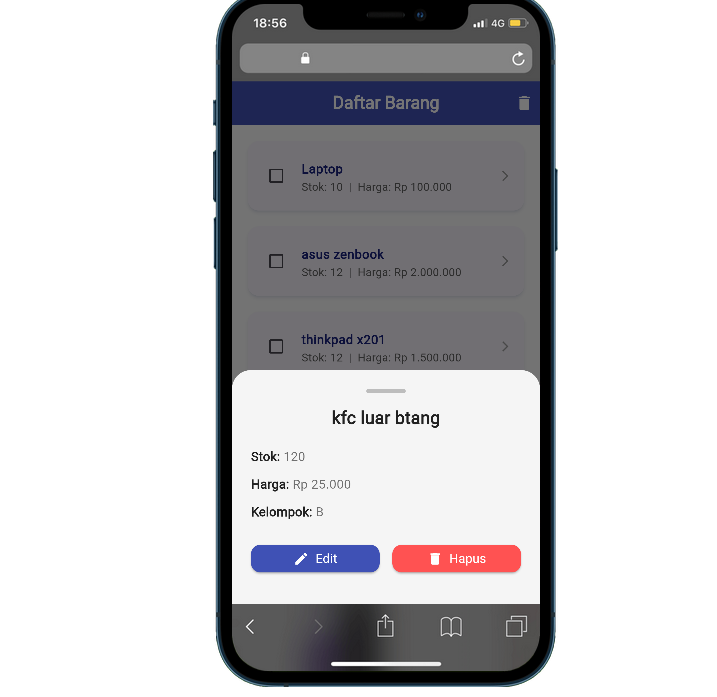 18:56
4G
Daftar Barang
Laptop
Stok: 10 | Harga: Rp 100.000
asus zenbook
Stok: 12 | Harga: Rp 2.000.000
thinkpad x201
Stok: 12 | Harga: Rp 1.500.000
kfc luar btang
Stok: 120
Harga: Rp 25.000
Kelompok: B
Edit
Hapus